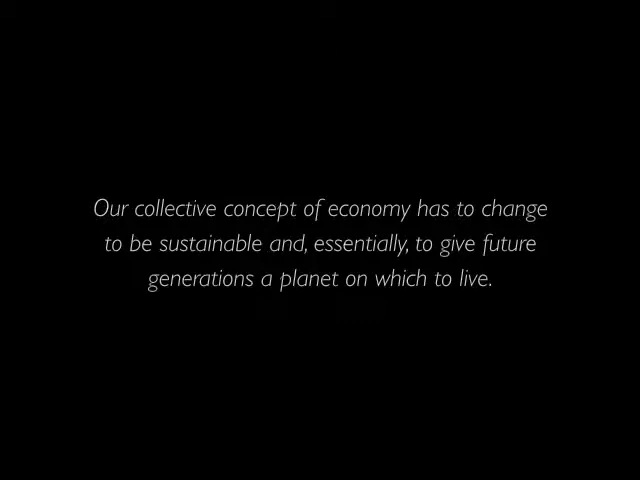 Our collective concept of economy has to change
to be sustainable and, essentially, to give future
generations a planet on which to live.